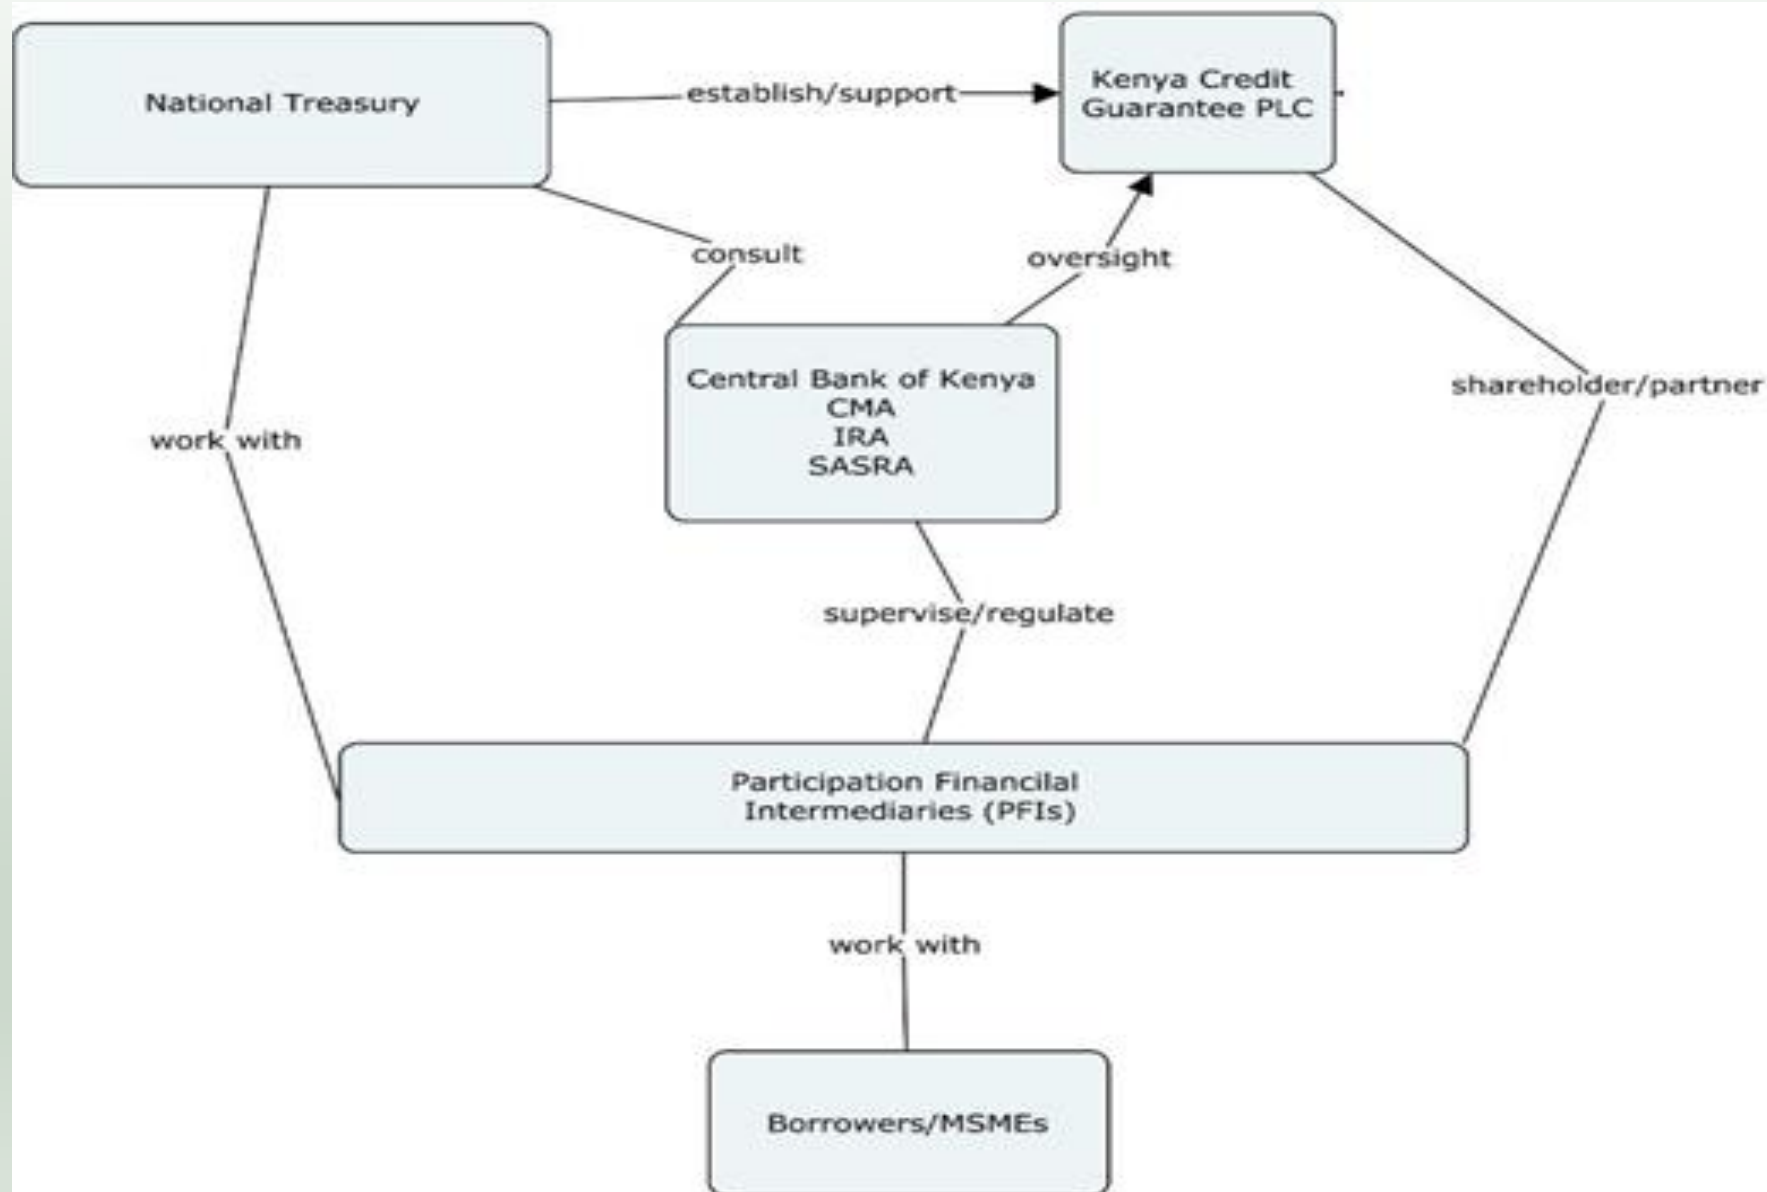 National Treasury
establish/support
Kenya Credit
Guarantee PLC
consult
oversight
Central Bank of Kenya
CMA
IRA
SASRA
shareholder/partner
work with
supervise/regulate
Participation Financilal
Intermediaries (PFIs)
work with
Borrowers/MSMEs